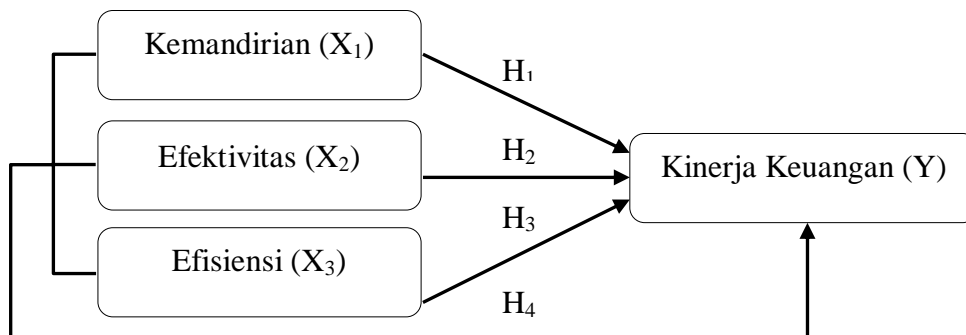 Kemandirian (X₁)
H₁
Efektivitas (X₂)
H₂
Kinerja Keuangan (Y)
H₃
Efisiensi (X₃)
H₄